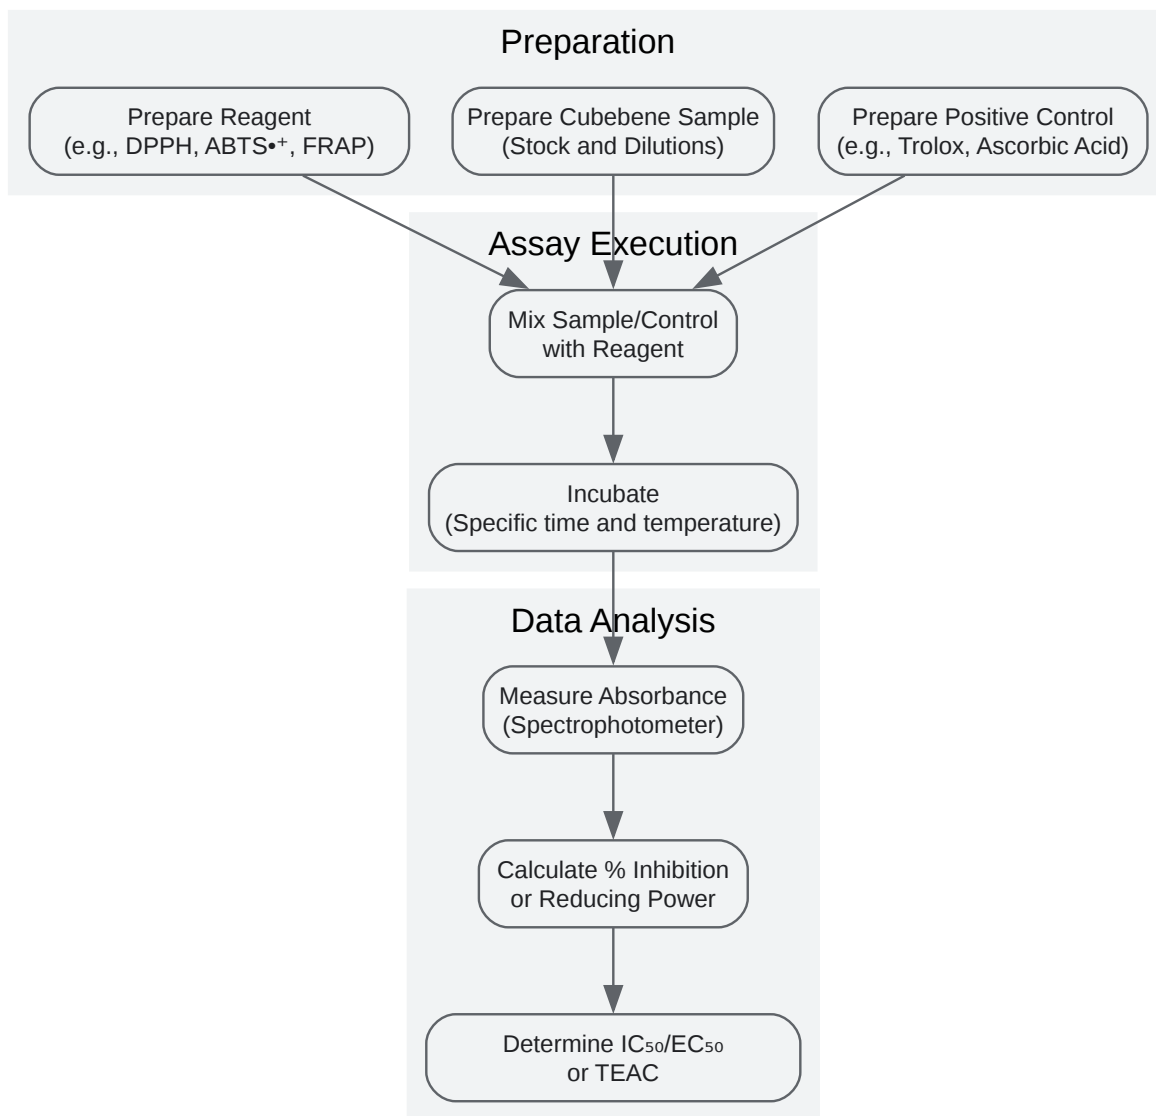 Preparation
Prepare Reagent
(e.g., DPPH, ABTS•⁺, FRAP)
Prepare Cubebene Sample
(Stock and Dilutions)
Prepare Positive Control
(e.g., Trolox, Ascorbic Acid)
Assay Execution
Mix Sample/Control
with Reagent
Incubate
(Specific time and temperature)
Data Analysis
Measure Absorbance
(Spectrophotometer)
Calculate % Inhibition
or Reducing Power
Determine IC₅₀/EC₅₀
or TEAC